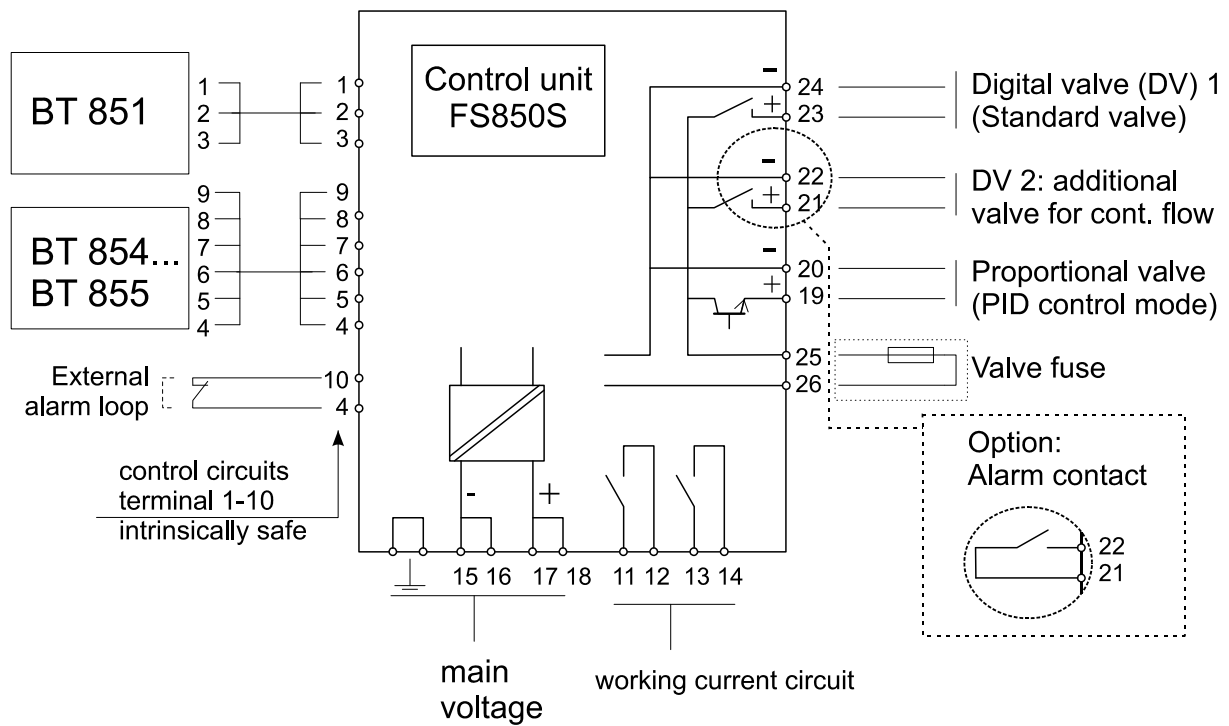 Control unit
FS850S
BT 851
1
2
3
1
2
3
BT 854...
BT 855
9
8
7
6
5
4
9
8
7
6
5
4
External
alarm loop
10
4
control circuits
terminal 1-10
intrinsically safe
- 24
+ 23
Digital valve (DV) 1
(Standard valve)
- 22
+ 21
DV 2: additional
valve for cont. flow
- 20
+ 19
Proportional valve
(PID control mode)
25
26
Valve fuse
Option:
Alarm contact
22
21
- +
15 16 17 18 11 12 13 14
main
voltage
working current circuit